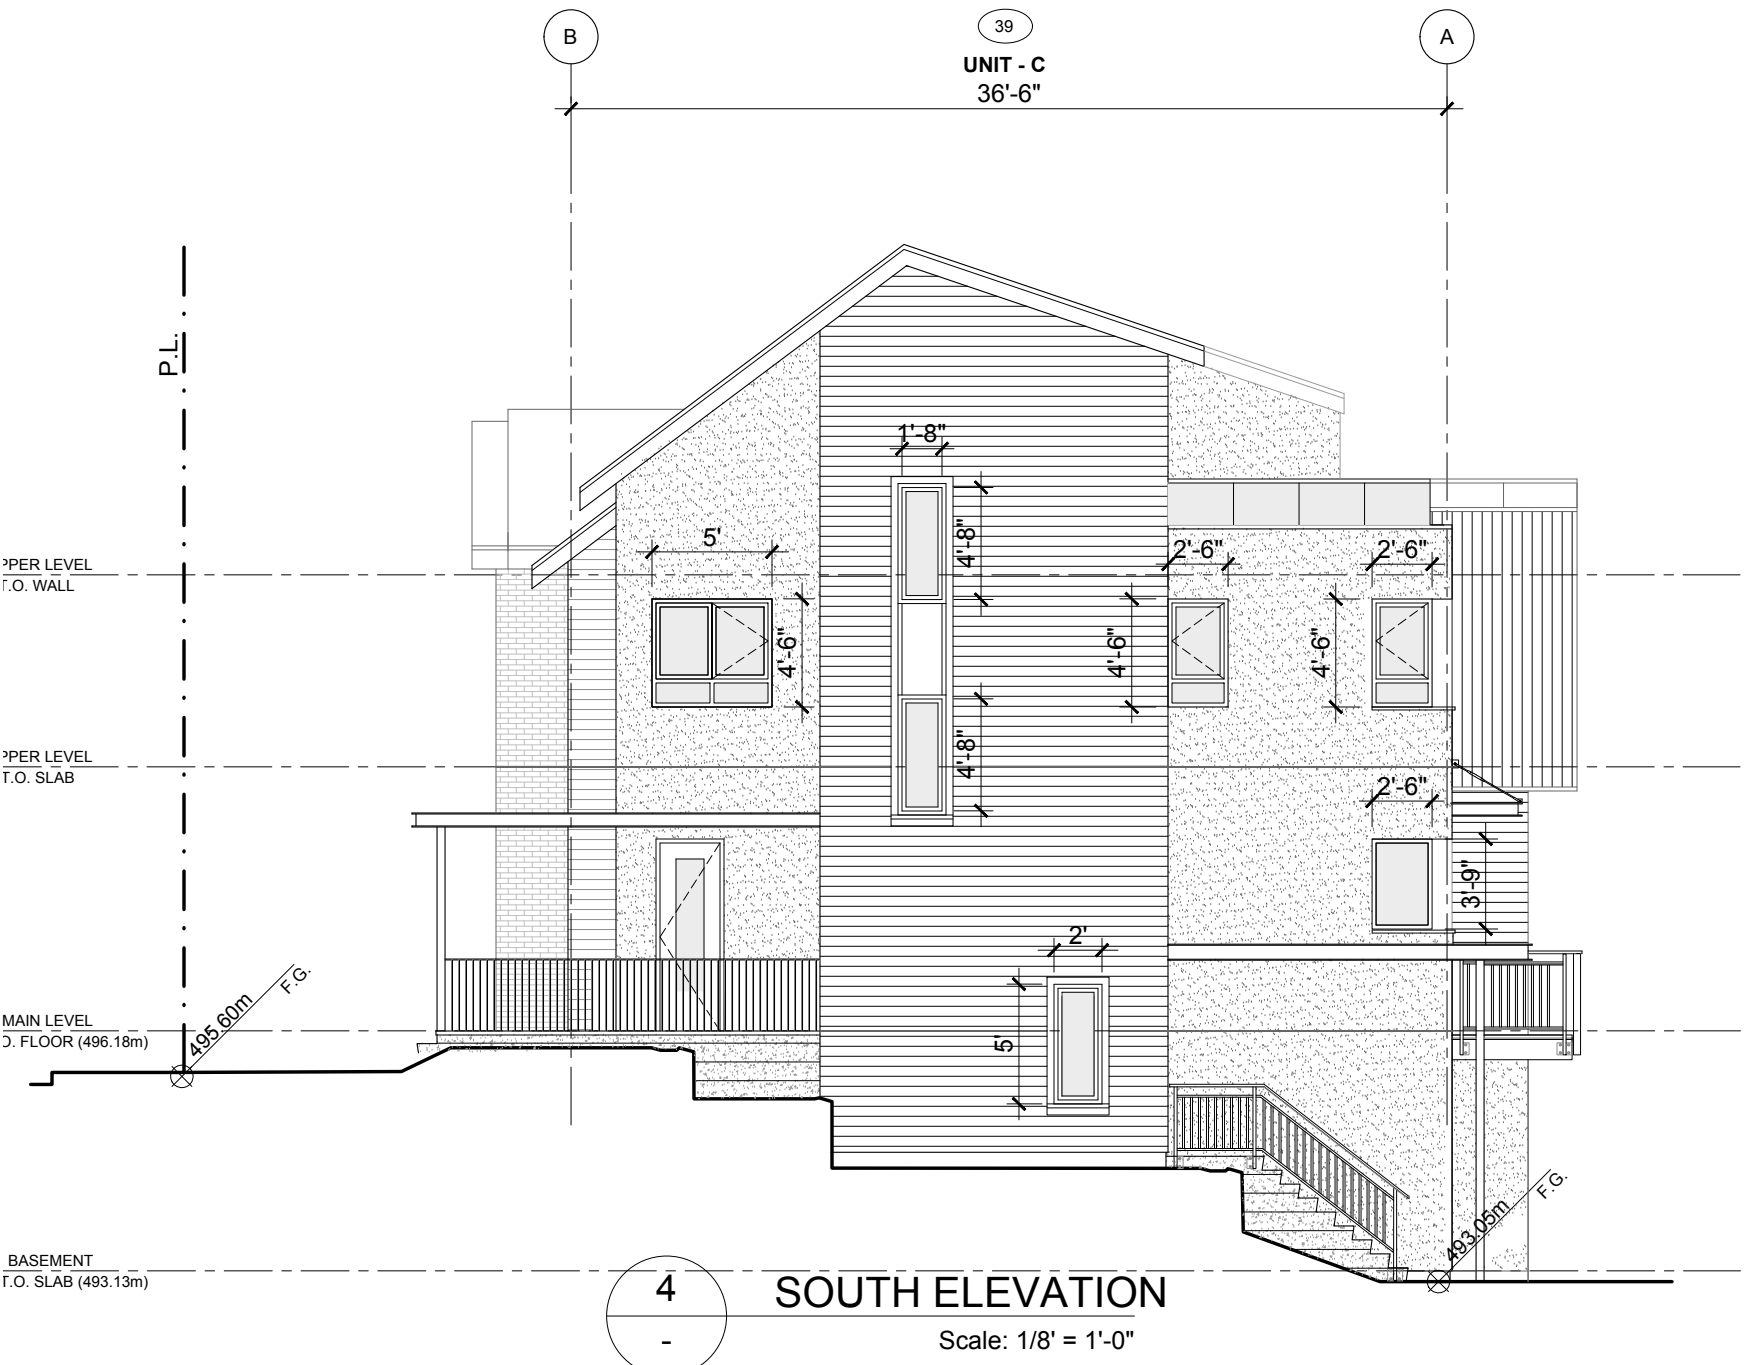 B
39
A
UNIT - C
36'-6"
P.L.
1'-8"
5'
4'-8"
2'-6"
2'-6"
PPER LEVEL
T.O. WALL
4'-6"
4'-6"
4'-6"
4'-8"
PPER LEVEL
T.O. SLAB
2'-6"
3'-9"
2'
F.G.
495.60m
MAIN LEVEL
O. FLOOR (496.18m)
5'
F.G.
493.05m
BASEMENT
T.O. SLAB (493.13m)
4
SOUTH ELEVATION
-
Scale: 1/8' = 1'-0"